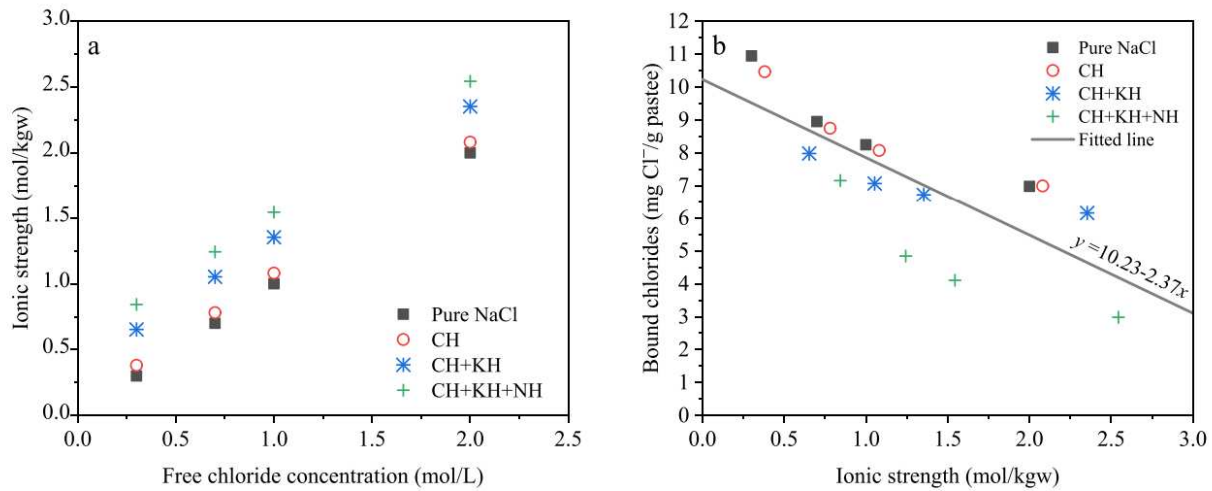 a
3.0
2.5
2.0
1.5
1.0
0.5
0.0
Ionic strength (mol/kgw)
Pure NaCl
CH
CH+KH
CH+KH+NH
0.0 0.5 1.0 1.5 2.0 2.5
Free chloride concentration (mol/L)
b
12
11
10
9
8
7
6
5
4
3
2
1
0
Bound chlorides (mg Cl⁻/g pastee)
Pure NaCl
CH
CH+KH
CH+KH+NH
Fitted line
y =10.23-2.37x
0.0 0.5 1.0 1.5 2.0 2.5 3.0
Ionic strength (mol/kgw)